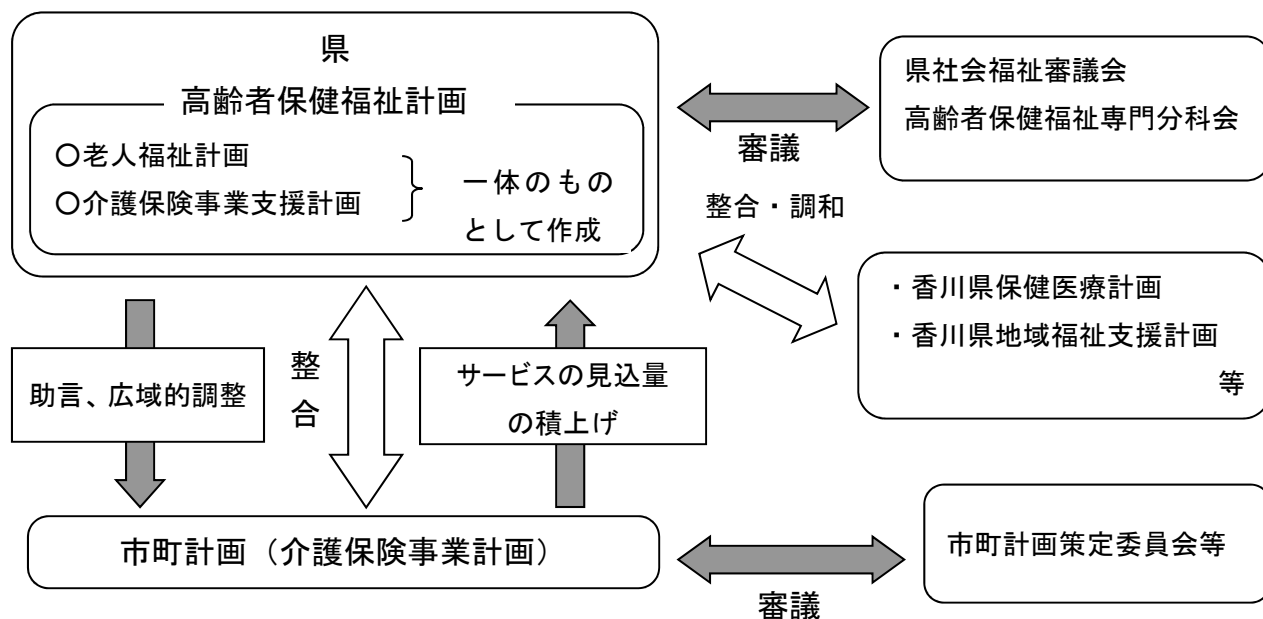 県
高齢者保健福祉計画
〇老人福祉計画
〇介護保険事業支援計画
一体のもの
として作成
審議
県社会福祉審議会
高齢者保健福祉専門分科会
整合・調和
・香川県保健医療計画
・香川県地域福祉支援計画
等
助言、広域的調整
整
合
サービスの見込量
の積上げ
市町計画（介護保険事業計画）
審議
市町計画策定委員会等